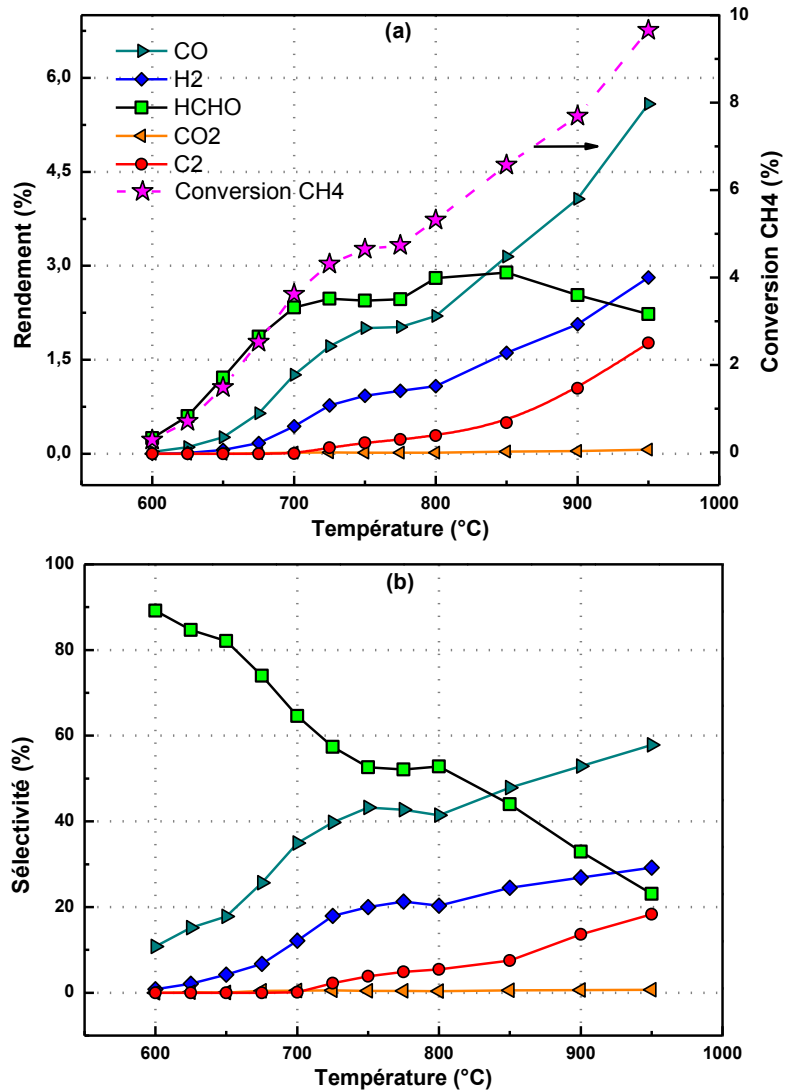 (a)
CO
H2
HCHO
CO2
C2
Conversion CH4
Rendement (%)
6,0
4,5
3,0
1,5
0,0
Conversion CH4 (%)
10
8
6
4
2
0
600 700 800 900 1000
Température (°C)
(b)
Sélectivité (%)
100
80
60
40
20
0
600 700 800 900 1000
Température (°C)